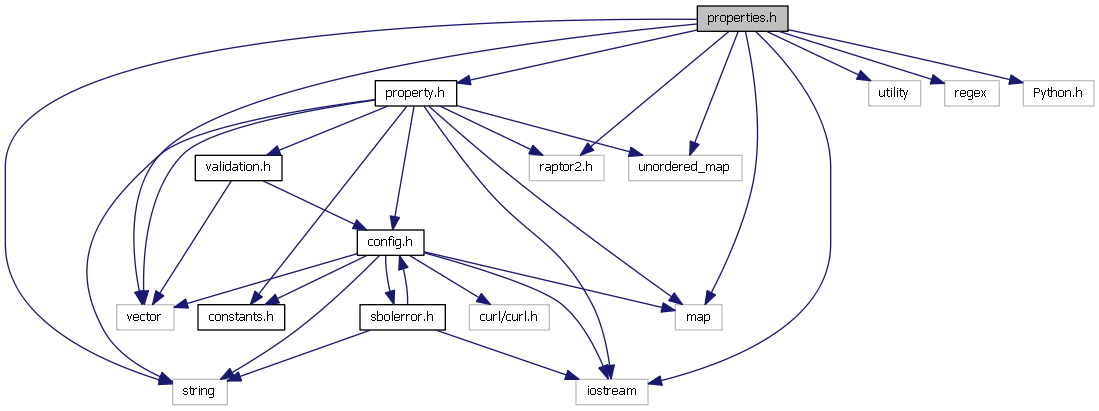 properties.h
property.h
utility
regex
Python.h
validation.h
raptor2.h
unordered_map
config.h
vector
constants.h
sbolerror.h
curl/curl.h
map
string
iostream